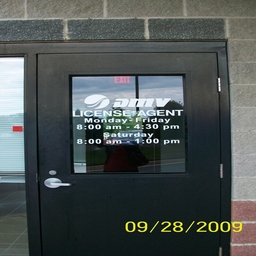 EXIT
DMV
LICENSE AGENT
Monday-Friday
8:00 am - 4:30 pm
Saturday
8:00 am - 1:00 pm
09/28/2009